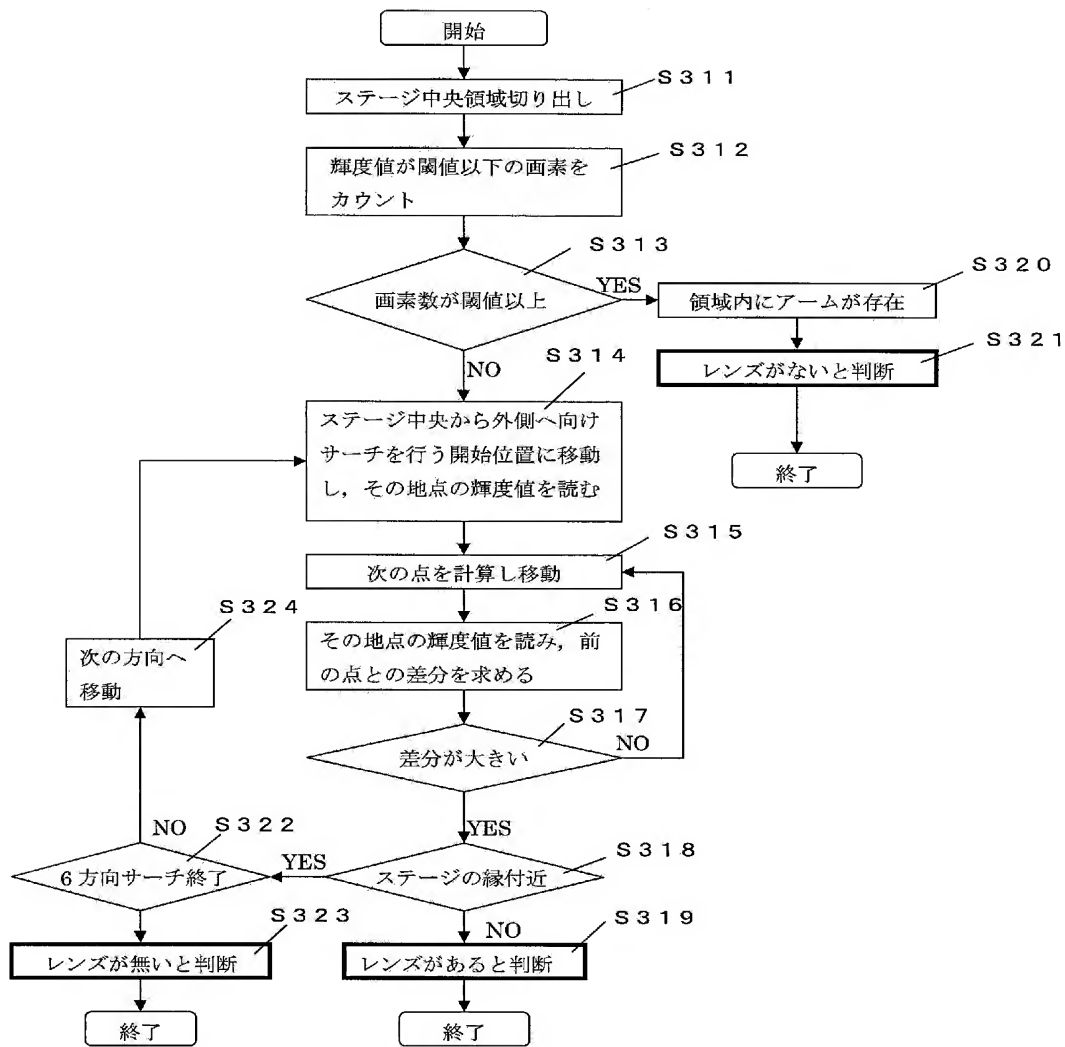 開始
S311
ステージ中央領域切り出し
S312
輝度値が閾値以下の画素を
カウント
S313
画素数が閾値以上
YES
S320
領域内にアームが存在
S321
レンズがないと判断
終了
NO
S314
ステージ中央から外側へ向け
サーチを行う開始位置に移動
し，その地点の輝度値を読む
S315
次の点を計算し移動
S316
その地点の輝度値を読み，前
の点との差分を求める
S317
差分が大きい
NO
YES
S318
ステージの縁付近
YES
NO
S319
レンズがあると判断
終了
S322
6方向サーチ終了
NO
S324
次の方向へ
移動
S323
レンズが無いと判断
終了